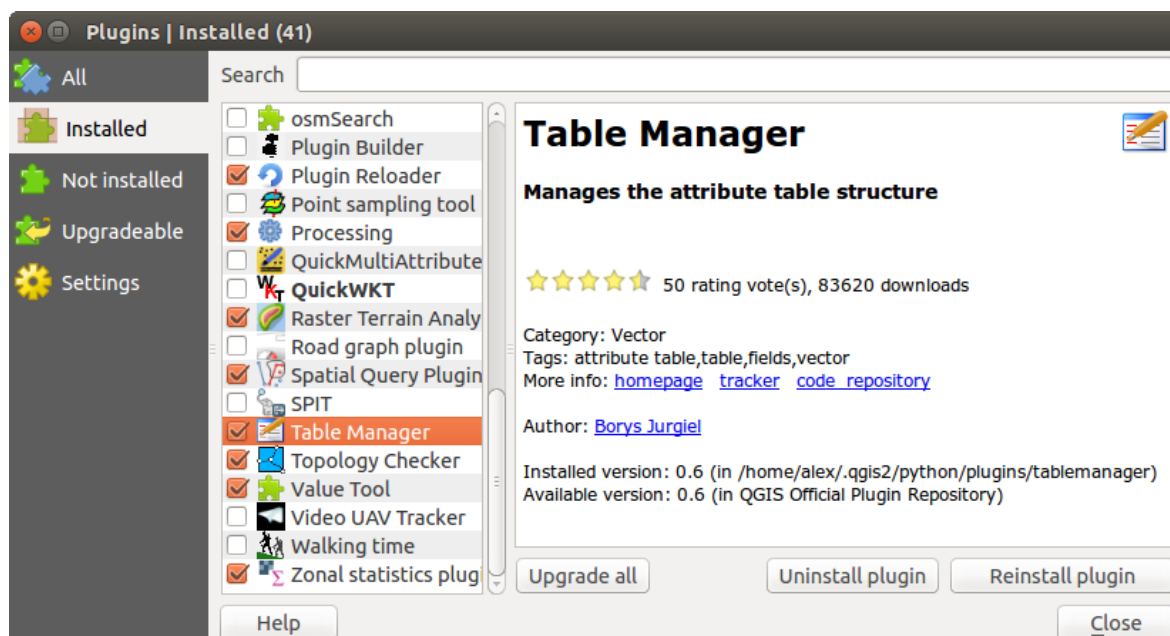 Plugins | Installed (41)
All
Installed
Not installed
Upgradeable
Settings
Search
osmSearch
Plugin Builder
Plugin Reloader
Point sampling tool
Processing
QuickMultiAttribute
WKT QuickWKT
Raster Terrain Analy
Road graph plugin
Spatial Query Plugin
SPIT
Table Manager
Topology Checker
Value Tool
Video UAV Tracker
Walking time
Σ Zonal statistics plugi
Table Manager
Manages the attribute table structure
50 rating vote(s), 83620 downloads
Category: Vector
Tags: attribute table,table,fields,vector
More info: homepage tracker code repository
Author: Borys Jurgiel
Installed version: 0.6 (in /home/alex/.qgis2/python/plugins/tablemanager)
Available version: 0.6 (in QGIS Official Plugin Repository)
Upgrade all
Uninstall plugin
Reinstall plugin
Help
Close